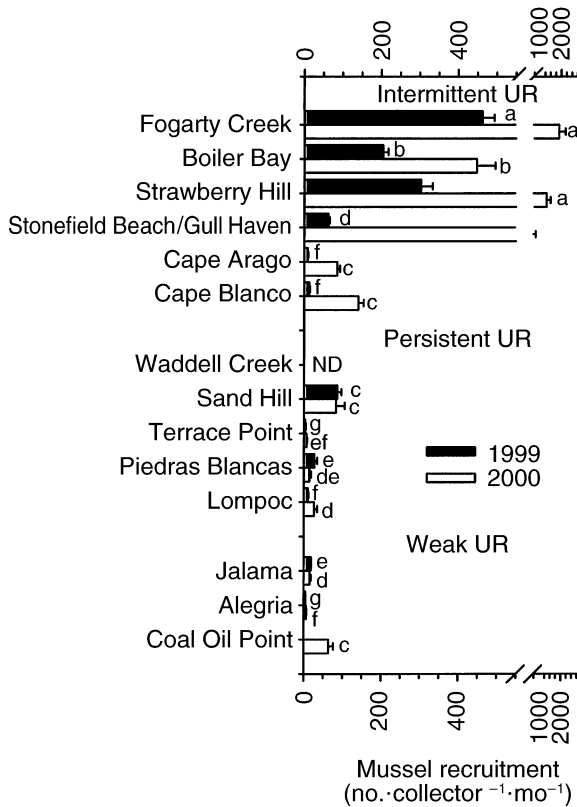 0 200 400 1000 2000
Intermittent UR
Fogarty Creek a
a
Boiler Bay b
b
Strawberry Hill
a
Stonefield Beach/Gull Haven d
Cape Arago f
c
Cape Blanco f
c
Persistent UR
Waddell Creek ND
Sand Hill c
c
Terrace Point g
ef
Piedras Blancas e
de
Lompoc f
d
1999
2000
Weak UR
Jalama e
d
Alegria g
f
Coal Oil Point c
0 200 400 1000 2000
Mussel recruitment
(no.·collector ⁻¹·mo⁻¹)